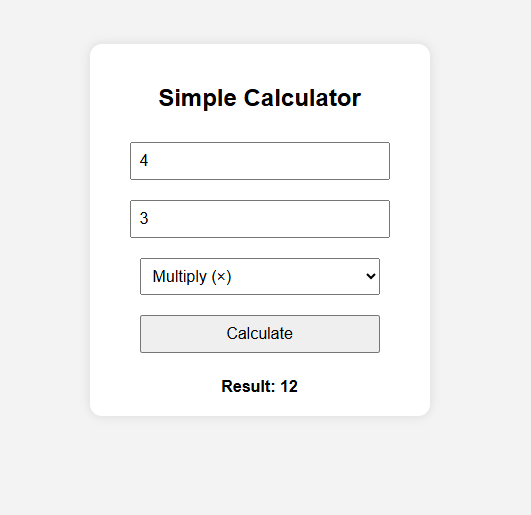 Simple Calculator
4
3
Multiply (×)
Calculate
Result: 12